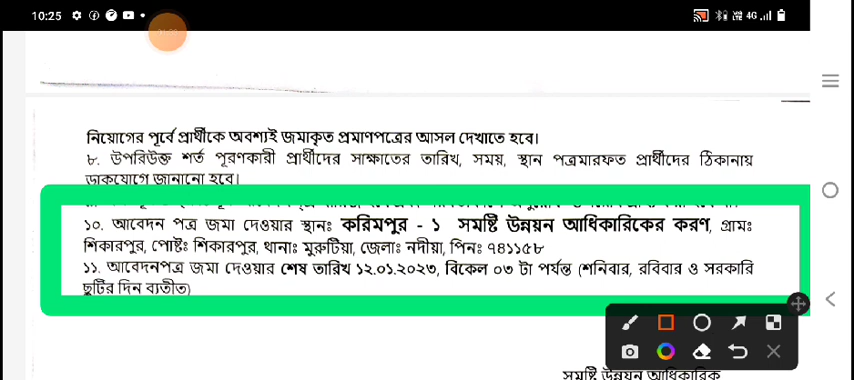 10:25
4G
নিয়োগের পূর্বে প্রার্থীকে অবশ্যই জমাকৃত প্রমাণপত্রের আসল দেখাতে হবে।
৮. উপরিউক্ত শর্ত পূরণকারী প্রার্থীদের সাক্ষাতের তারিখ, সময়, স্থান পত্রমারফত প্রার্থীদের ঠিকানায়
ডাকযোগে জানানো হবে।
১০. আবেদন পত্র জমা দেওয়ার স্থানঃ করিমপুর - ১ সমষ্টি উন্নয়ন আধিকারিকের করণ, গ্রামঃ
শিকারপুর, পোষ্টঃ শিকারপুর, থানাঃ মুরুটিয়া, জেলাঃ নদীয়া, পিনঃ ৭৪১১৫৮
১১. আবেদনপত্র জমা দেওয়ার শেষ তারিখ ১২.০১.২০২৩, বিকেল ০৩ টা পর্যন্ত (শনিবার, রবিবার ও সরকারি
ছুটির দিন ব্যতীত)
সমষ্টি উন্নয়ন আধিকারিক